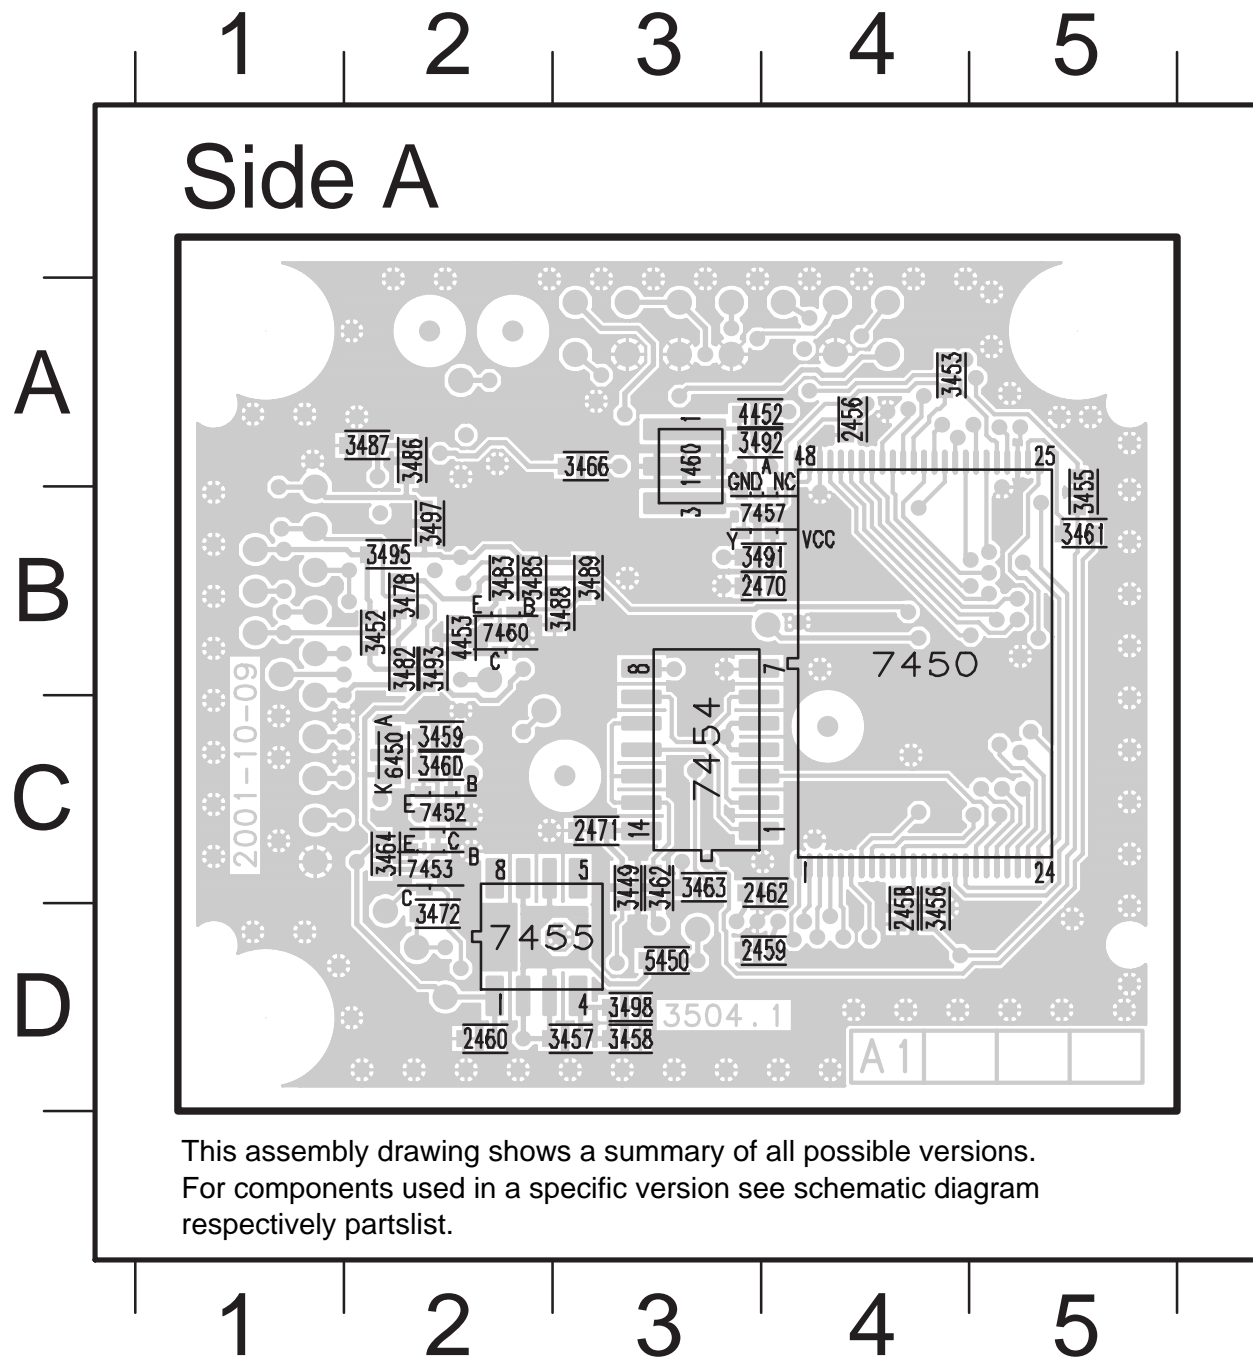 1 2 3 4 5
Side A
A
3453
2456
4452
3487
3486
3492
1
1460
3
3466
A
48
25
GND
NC
7457
3455
3461
3497
Y
VCC
3495
3491
2470
3483
3485
3489
3478
3488
B
E
B
7460
C
3452
4453
3482
3493
8
7
7450
2001-10-09
A
6450
K
3459
3460
B
E
7452
7454
C
3464
E
C
B
7453
C
2471
14
1
1
24
8
5
3449
3462
3463
2462
2458
3456
3472
7455
5450
2459
D
1
4
3498
3504.1
2460
3457
3458
A1
This assembly drawing shows a summary of all possible versions.
For components used in a specific version see schematic diagram
respectively partslist.
1 2 3 4 5